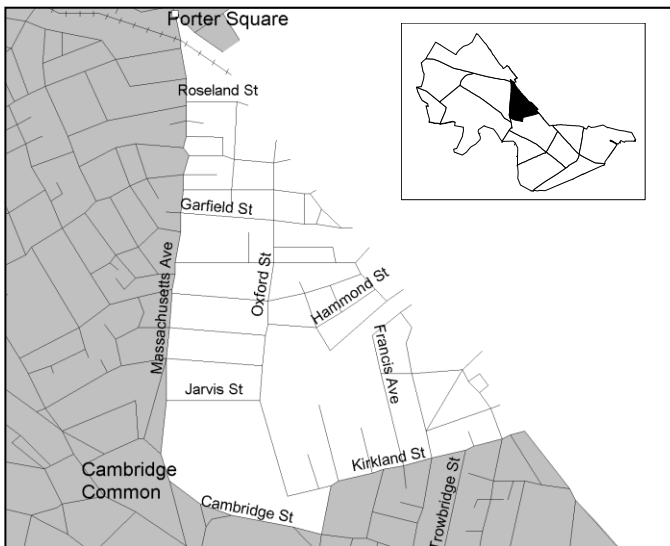 Porter Square
Roseland St
Garfield St
Massachusetts Ave
Oxford St
Hammond St
Francis Ave
Jarvis St
Kirkland St
Cambridge
Common
Cambridge St
Trowbridge St